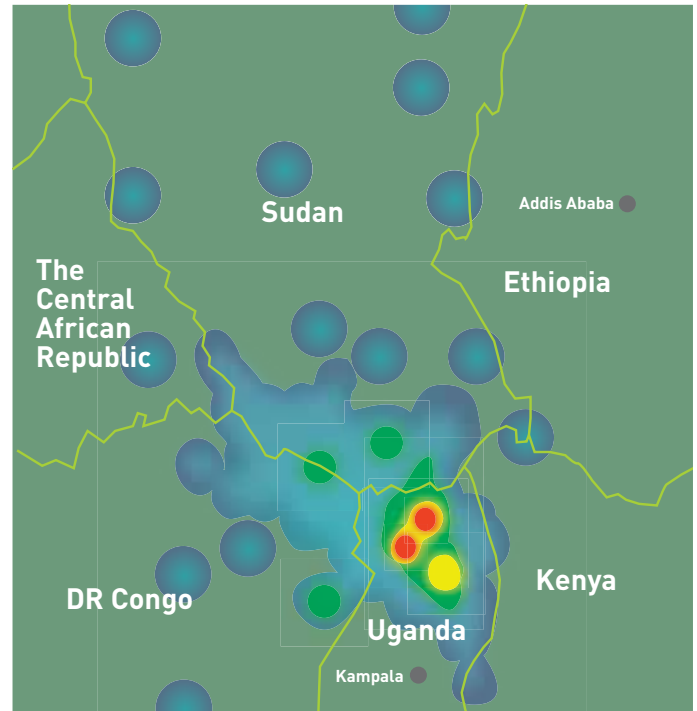 Sudan
Addis Ababa
The
Central
African
Republic
Ethiopia
DR Congo
Kenya
Uganda
Kampala